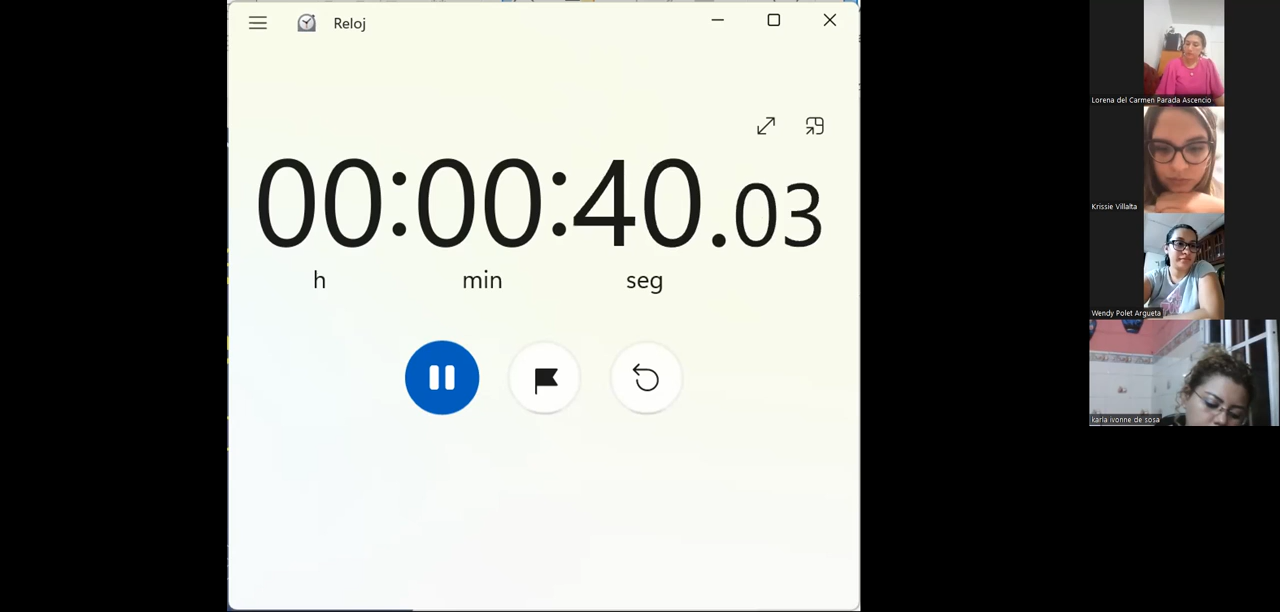 Reloj
00:00:40.03
h min seg
Lorena del Carmen Parada Ascencio
Krissie Villalta
Wendy Polet Argueta
karla ivonne de sosa